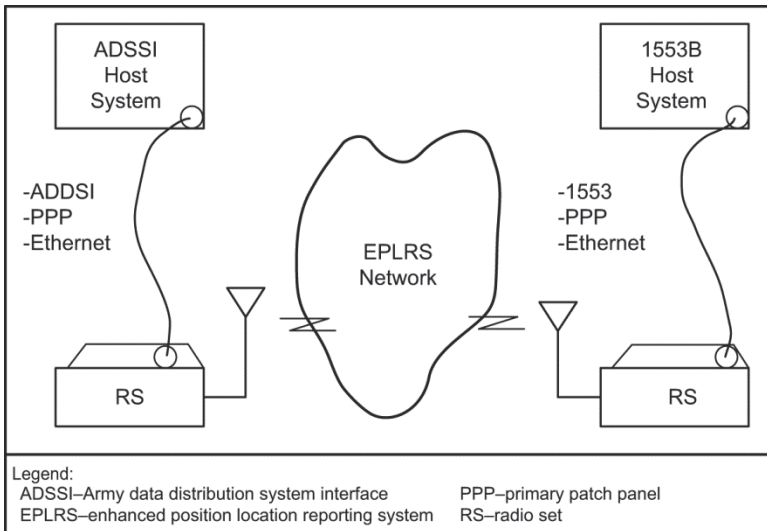 ADSSI
Host
System
1553B
Host
System
-ADDSI
-PPP
-Ethernet
EPLRS
Network
-1553
-PPP
-Ethernet
RS
RS
Legend:
ADSSI–Army data distribution system interface
PPP–primary patch panel
EPLRS–enhanced position location reporting system
RS–radio set